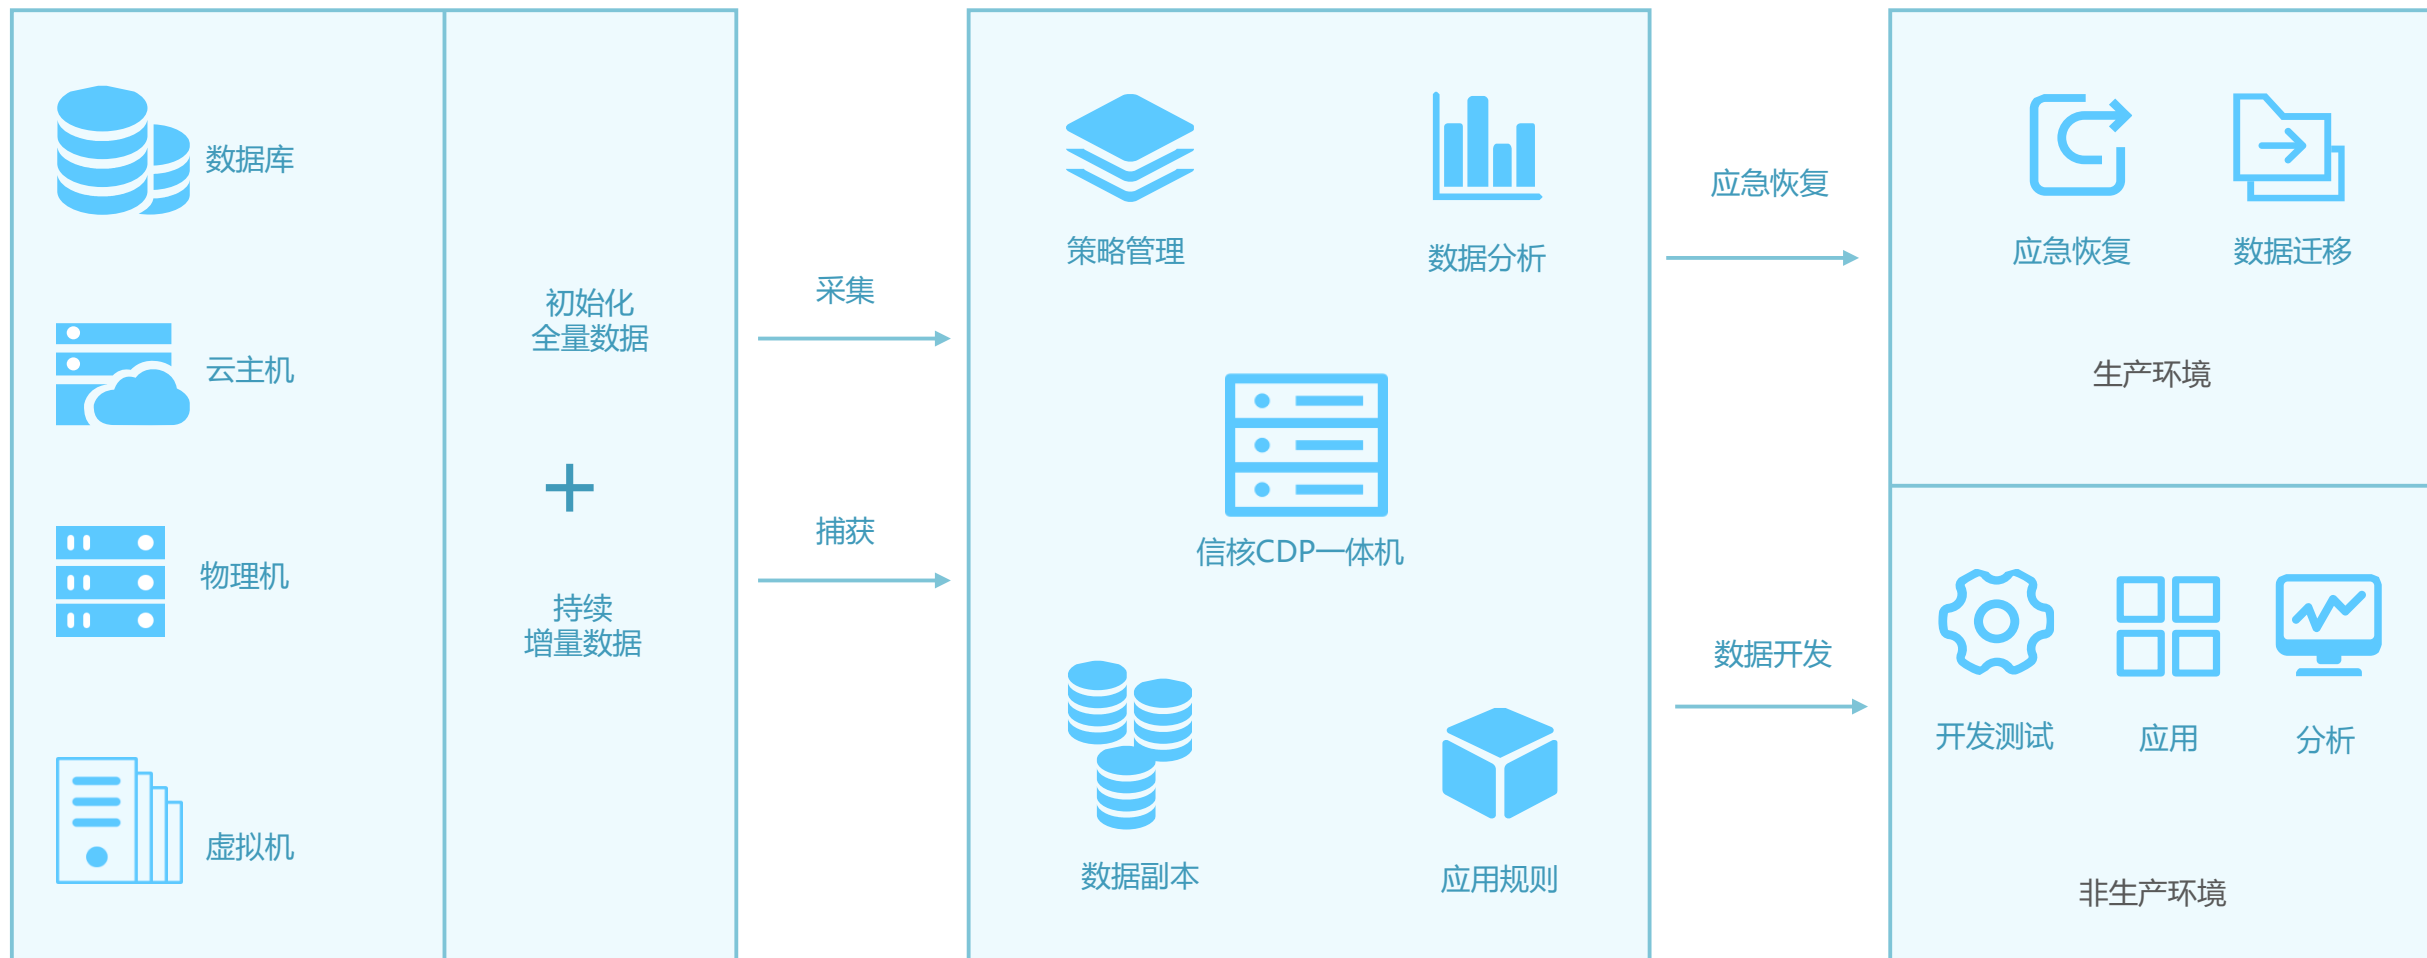 数据库
云主机
物理机
虚拟机
初始化
全量数据
+
持续
增量数据
采集
捕获
策略管理
数据分析
信核CDP一体机
数据副本
应用规则
应急恢复
数据开发
应急恢复
数据迁移
生产环境
开发测试
应用
分析
非生产环境